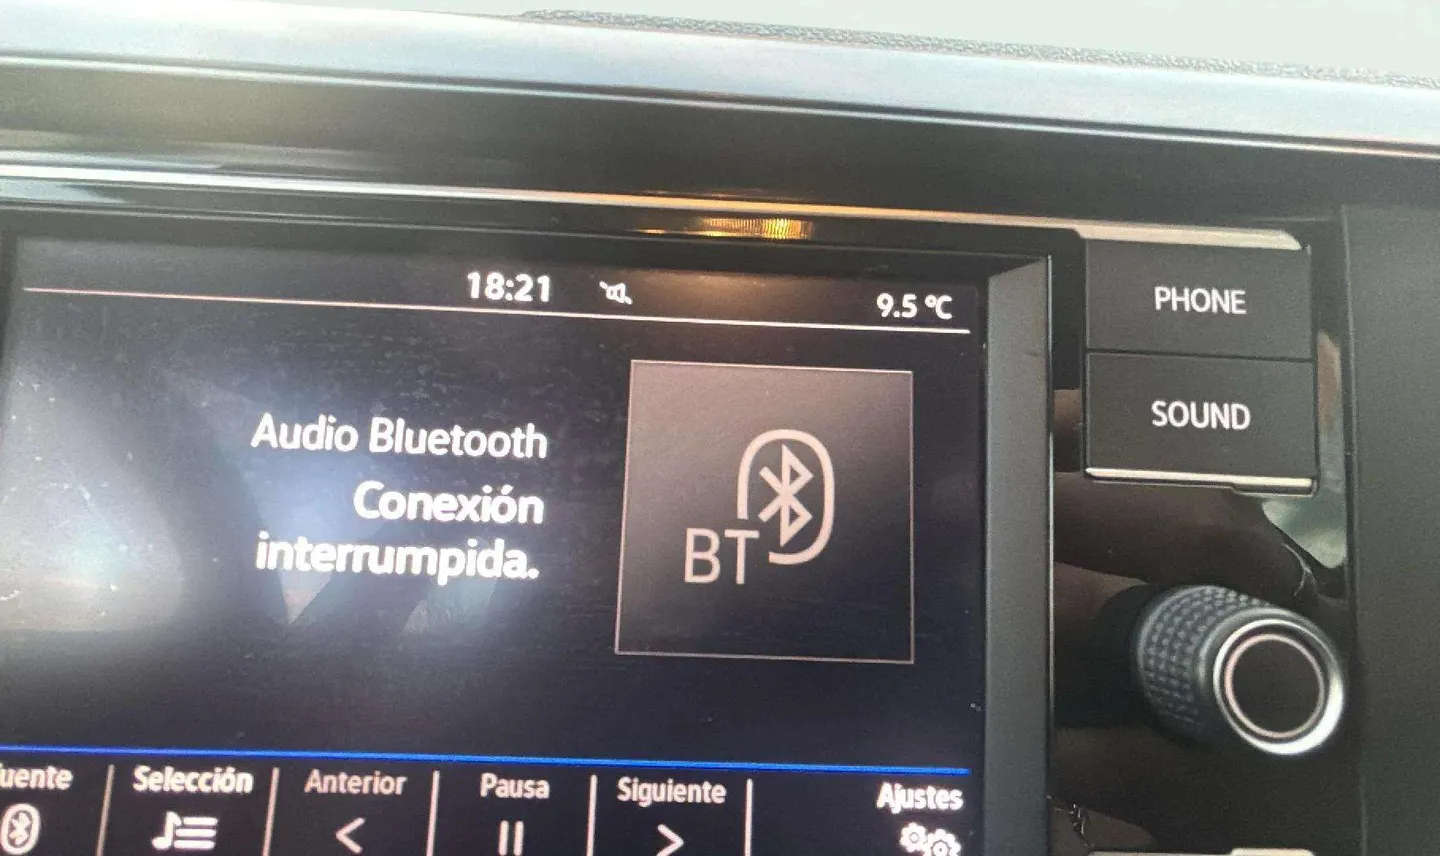 18:21
9.5 °C
PHONE
SOUND
Audio Bluetooth
Conexión
interrumpida.
BT
Selección
Anterior
Pausa
Siguiente
Ajustes